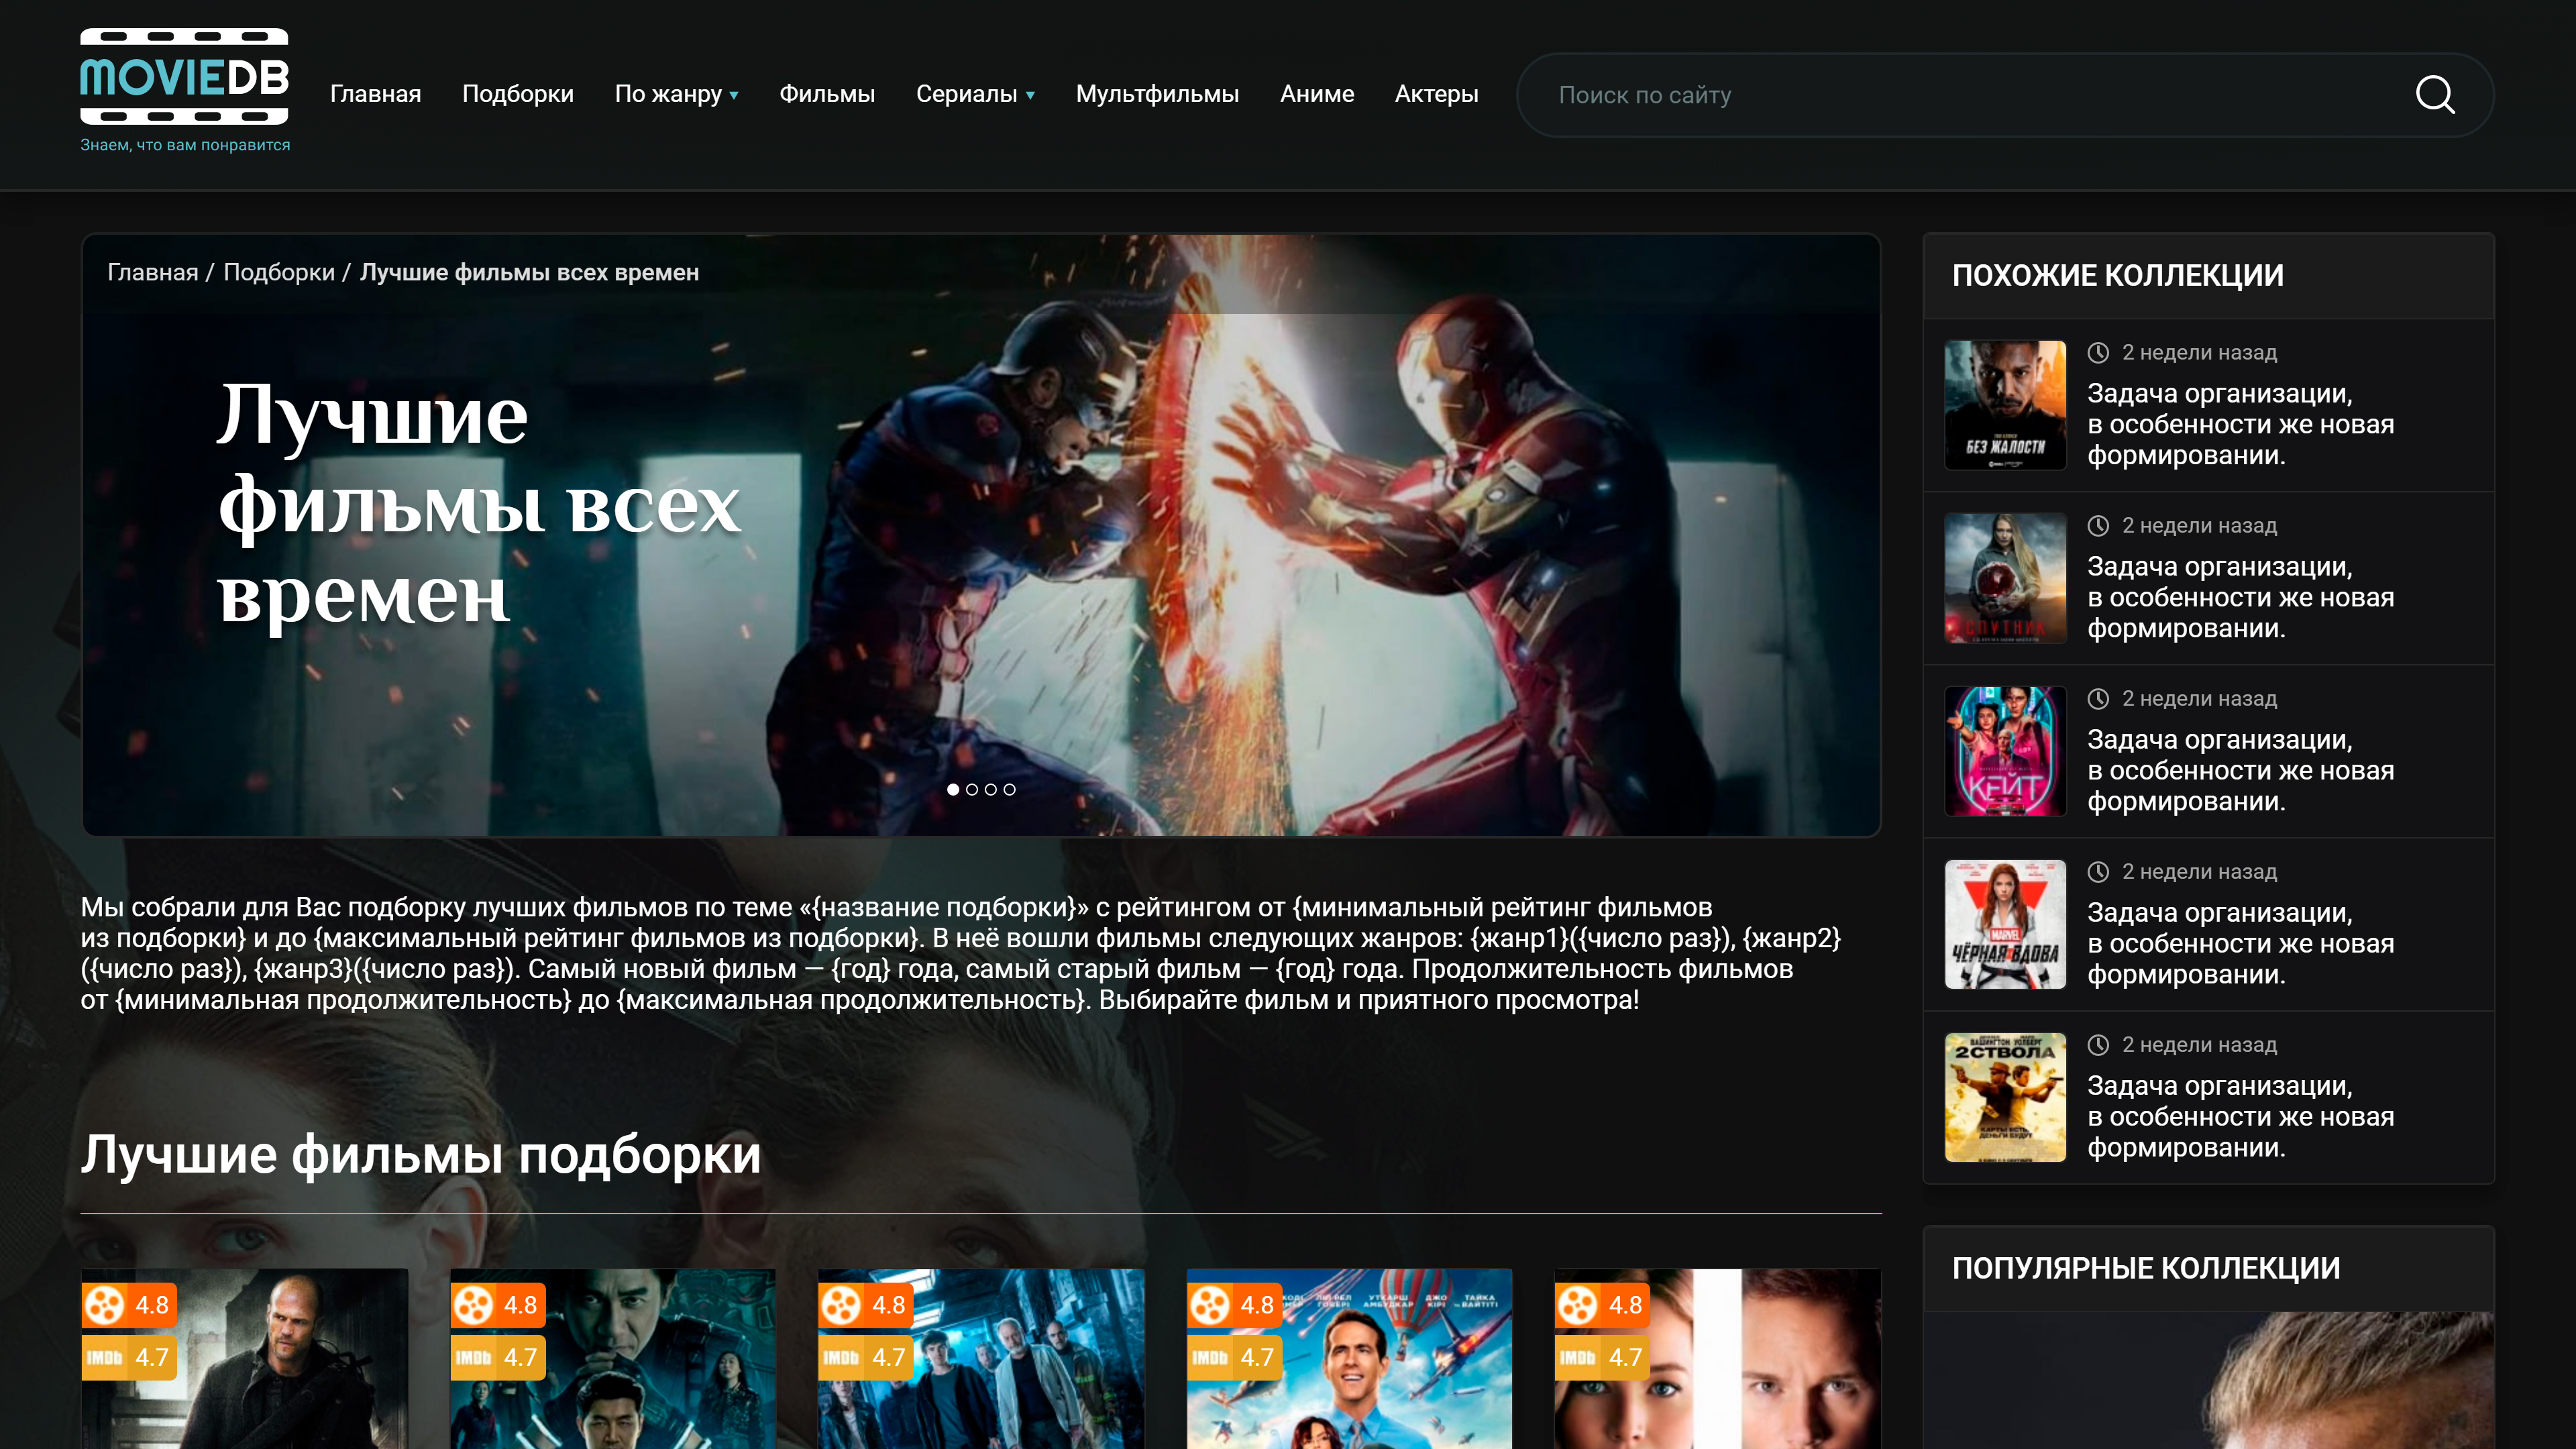 MOVIEDB
Знаем, что вам понравится
Главная
Подборки
По жанру
Фильмы
Сериалы
Мультфильмы
Аниме
Актеры
Поиск по сайту
Главная / Подборки / Лучшие фильмы всех времен
Лучшие
фильмы всех
времен
Мы собрали для Вас подборку лучших фильмов по теме «{название подборки}» с рейтингом от {минимальный рейтинг фильмов
из подборки} и до {максимальный рейтинг фильмов из подборки}. В неё вошли фильмы следующих жанров: {жанр1}({число раз}), {жанр2}
({число раз}), {жанр3}({число раз}). Самый новый фильм — {год} года, самый старый фильм — {год} года. Продолжительность фильмов
от {минимальная продолжительность} до {максимальная продолжительность}. Выбирайте фильм и приятного просмотра!
Лучшие фильмы подборки
4.8
IMDb 4.7
4.8
IMDb 4.7
4.8
IMDb 4.7
4.8
IMDb 4.7
4.8
IMDb 4.7
ПОХОЖИЕ КОЛЛЕКЦИИ
БЕЗ ЖАЛОСТИ
2 недели назад
Задача организации,
в особенности же новая
формировании.
СПУТНИК
2 недели назад
Задача организации,
в особенности же новая
формировании.
КЕЙТ
2 недели назад
Задача организации,
в особенности же новая
формировании.
MARVEL
ЧЁРНАЯ ВДОВА
2 недели назад
Задача организации,
в особенности же новая
формировании.
ВАШИНГТОН УОЛБЕРГ
2 СТВОЛА
2 недели назад
Задача организации,
в особенности же новая
формировании.
ПОПУЛЯРНЫЕ КОЛЛЕКЦИИ